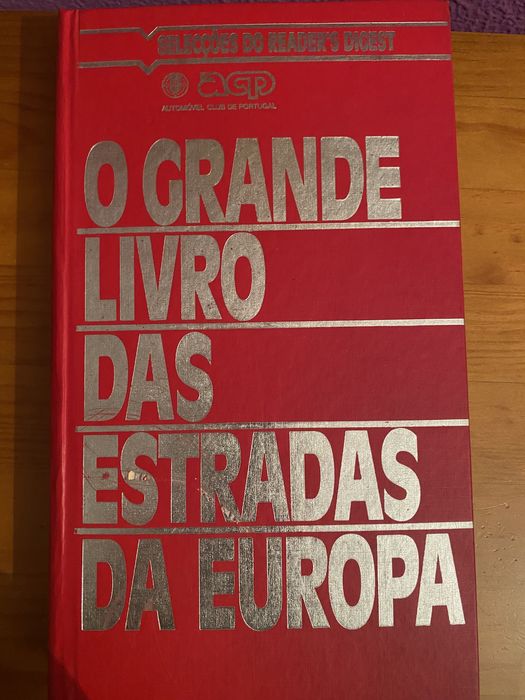 SELECÇÕES DO READER'S DIGEST
acp
AUTOMÓVEL CLUB DE PORTUGAL
O GRANDE
LIVRO
DAS
ESTRADAS
DA EUROPA